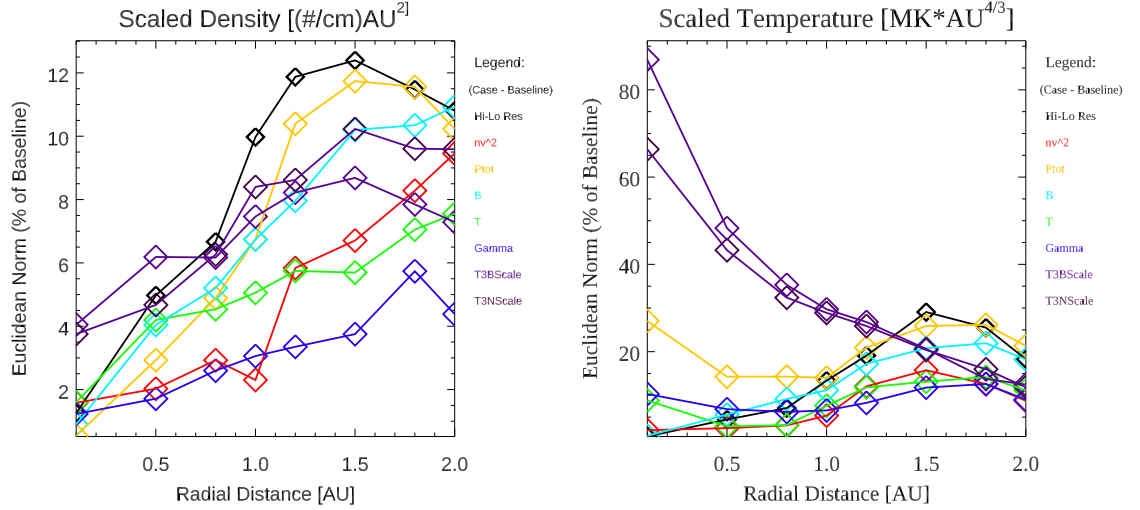 Scaled Density [(#/cm)AU^2]
Euclidean Norm (% of Baseline)
12
10
8
6
4
2
0.5
1.0
1.5
2.0
Radial Distance [AU]
Legend:
(Case - Baseline)
Hi-Lo Res
nv^2
Ptot
B
T
Gamma
T3BScale
T3NScale
Scaled Temperature [MK*AU^4/3]
Euclidean Norm (% of Baseline)
80
60
40
20
0.5
1.0
1.5
2.0
Radial Distance [AU]
Legend:
(Case - Baseline)
Hi-Lo Res
nv^2
Ptot
B
T
Gamma
T3BScale
T3NScale